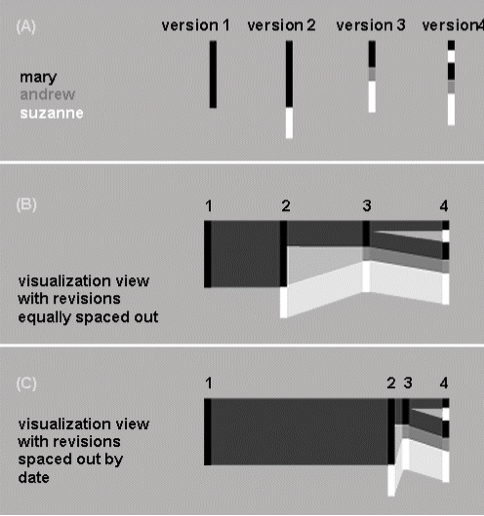 (A)
version 1 version 2 version 3 version4
mary
andrew
suzanne
(B)
1 2 3 4
visualization view
with revisions
equally spaced out
(C)
1 2 3 4
visualization view
with revisions
spaced out by
date